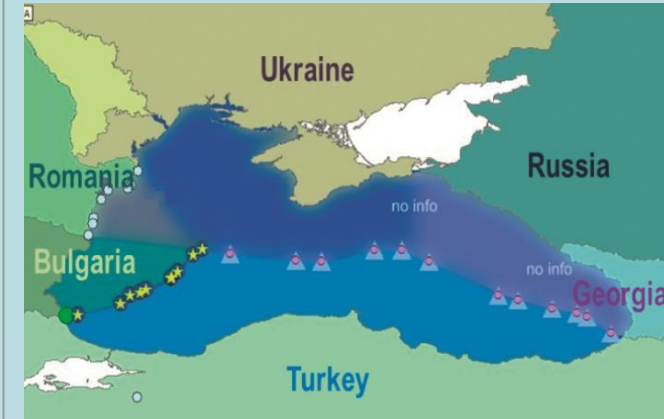 A
Ukraine
Romania
Russia
no info
Bulgaria
no info
Georgia
Turkey